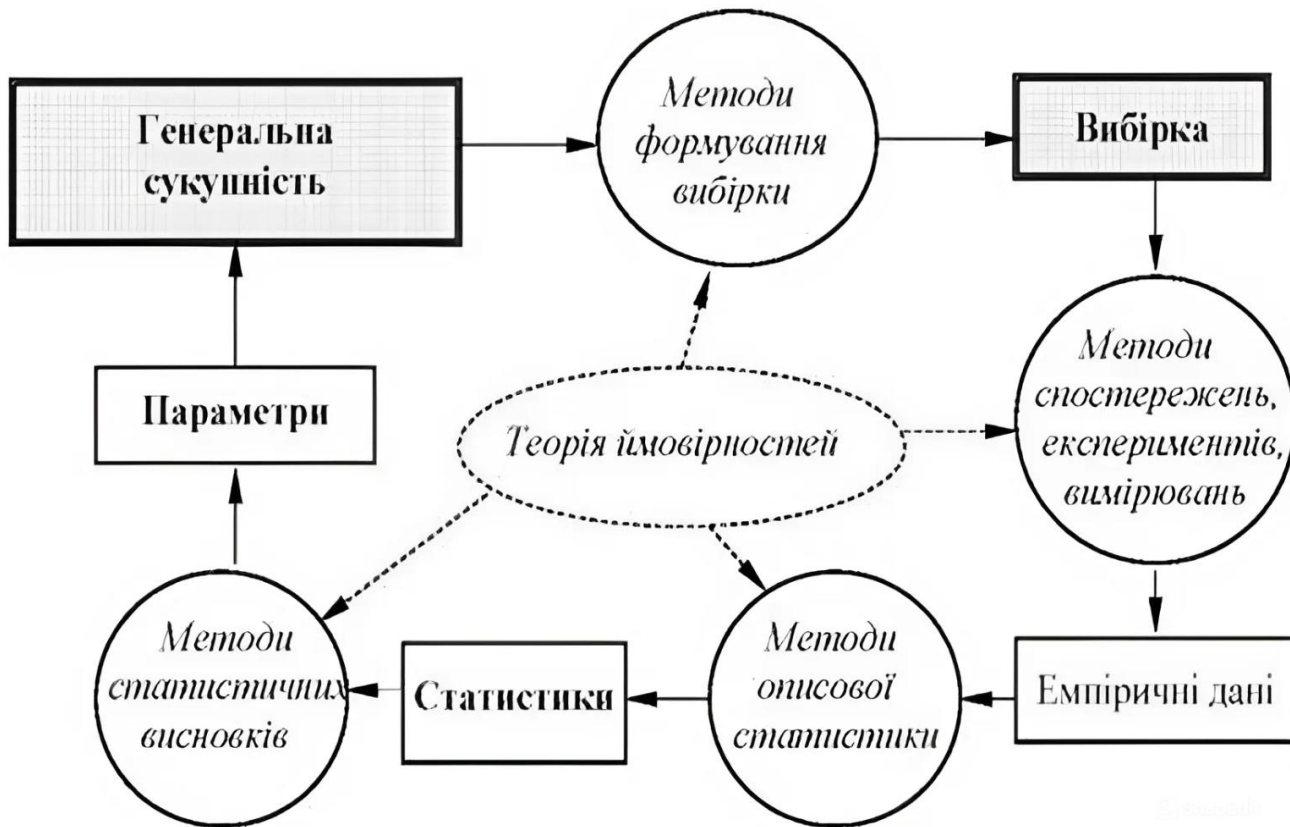 Генеральна
сукупність
Методи
формування
вибірки
Вибірка
Методи
спостережень,
експериментів,
вимірювань
Параметри
Теорія ймовірностей
Методи
статистичних
висновків
Статистики
Методи
описової
статистики
Емпіричні дані